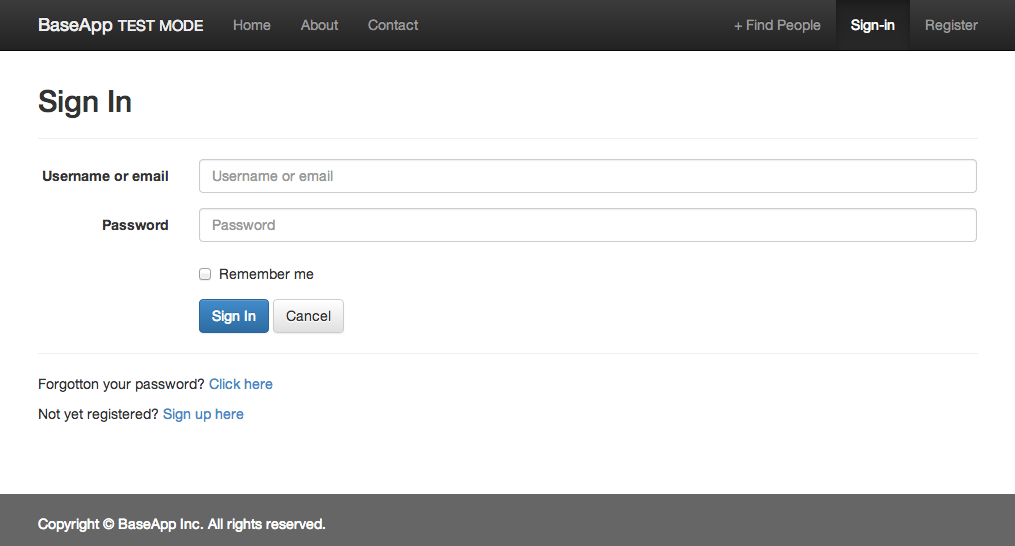 BaseApp TEST MODE Home About Contact + Find People Sign-in Register
Sign In
Username or email Username or email
Password Password
Remember me
Sign In Cancel
Forgotton your password? Click here
Not yet registered? Sign up here
Copyright © BaseApp Inc. All rights reserved.